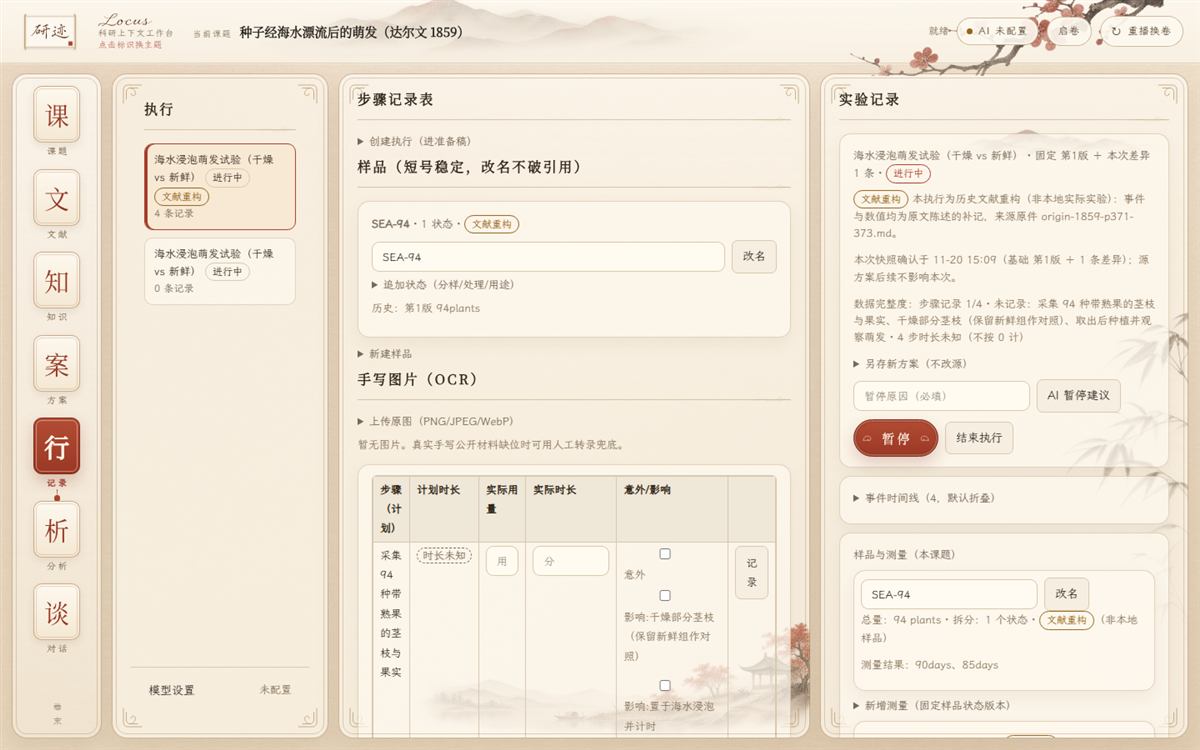 研迹
Locus
科研上下文工作台
点击标识换主题
当前课题 种子经海水漂流后的萌发（达尔文 1859）
就绪
AI 未配置
启卷
↻ 重播换卷
课
课题
文
文献
知
知识
案
方案
行
记录
析
分析
谈
对话
执行
海水浸泡萌发试验（干燥
vs 新鲜） 进行中
文献重构
4 条记录
海水浸泡萌发试验（干燥
vs 新鲜） 进行中
0 条记录
模型设置 未配置
步骤记录表
▶ 创建执行（进准备稿）
样品（短号稳定，改名不破引用）
SEA-94 · 1 状态 · 文献重构
SEA-94 改名
▶ 追加状态（分样/处理/用途）
历史：第1版 94plants
▶ 新建样品
手写图片（OCR）
▶ 上传原图（PNG/JPEG/WebP）
暂无图片。真实手写公开材料缺位时可用人工转录兜底。
步骤（计划） 计划时长 实际用量 实际时长 意外/影响
采集
94
种带
熟果
的茎
枝与
果实
时长未知
用
分
意外
影响:干燥部分茎枝
（保留新鲜组作对
照）
影响:置于海水浸泡
并计时
记
录
实验记录
海水浸泡萌发试验（干燥 vs 新鲜） · 固定 第1版 + 本次差异
1 条 · 进行中
文献重构 本执行为历史文献重构（非本地实际实验）：事件
与数值均为原文陈述的补记，来源原件 origin-1859-p371-
373.md。
本次快照确认于 11-20 15:09（基础 第1版 + 1 条差异）；源
方案后续不影响本次。
数据完整度：步骤记录 1/4 · 未记录：采集 94 种带熟果的茎枝
与果实、干燥部分茎枝（保留新鲜组作对照）、取出后种植并观
察萌发 · 4 步时长未知（不按 0 计）
▶ 另存新方案（不改源）
暂停原因（必填） AI 暂停建议
暂停 结束执行
▶ 事件时间线（4，默认折叠）
样品与测量（本课题）
SEA-94 改名
总量：94 plants · 拆分：1 个状态 · 文献重构 （非本地
样品）
测量结果：90days、85days
▶ 新增测量（固定样品状态版本）